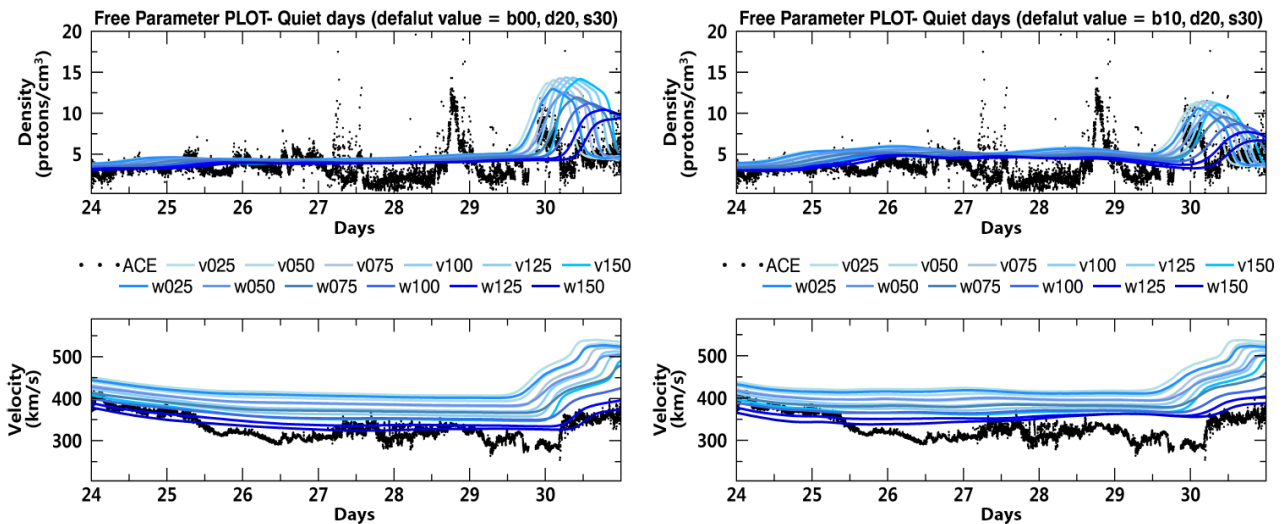 Free Parameter PLOT- Quiet days (defalut value = b00, d20, s30)
20
15
10
5
Density
(protons/cm³)
24 25 26 27 28 29 30
Days
ACE v025 v050 v075 v100 v125 v150
w025 w050 w075 w100 w125 w150
500
400
300
Velocity
(km/s)
24 25 26 27 28 29 30
Days
Free Parameter PLOT- Quiet days (defalut value = b10, d20, s30)
20
15
10
5
Density
(protons/cm³)
24 25 26 27 28 29 30
Days
ACE v025 v050 v075 v100 v125 v150
w025 w050 w075 w100 w125 w150
500
400
300
Velocity
(km/s)
24 25 26 27 28 29 30
Days